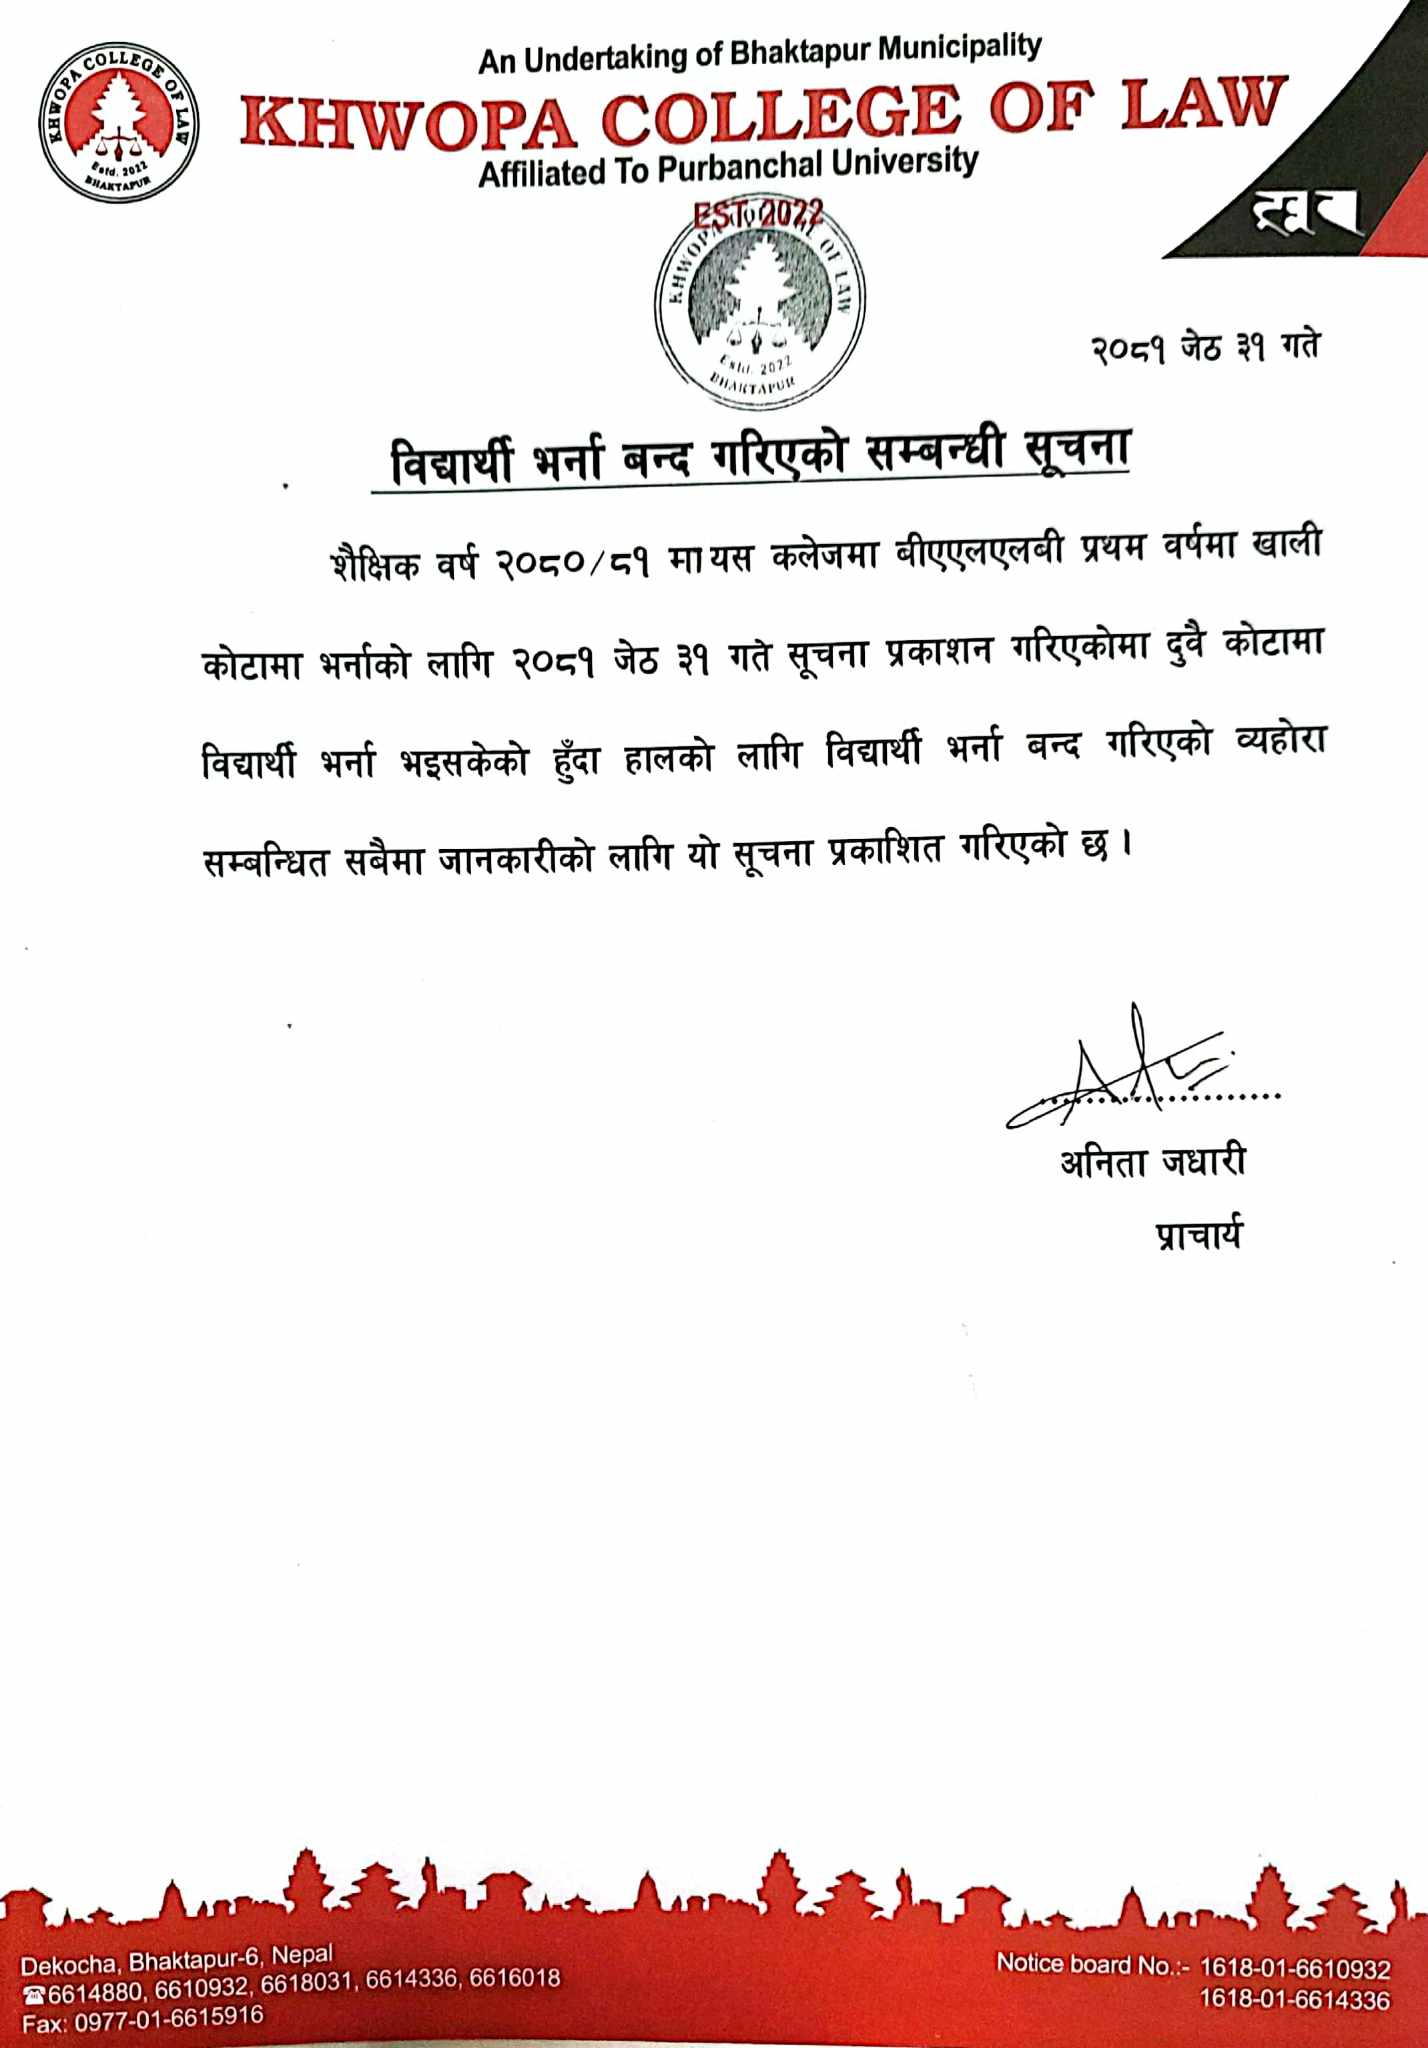 KHWOPA COLLEGE OF LAW
Estd. 2022
BHAKTAPUR
An Undertaking of Bhaktapur Municipality
KHWOPA COLLEGE OF LAW
Affiliated To Purbanchal University
EST. 2022
KHWOPA COLLEGE OF LAW
Estd. 2022
BHAKTAPUR
२०८१ जेठ ३१ गते
विद्यार्थी भर्ना बन्द गरिएको सम्बन्धी सूचना
शैक्षिक वर्ष २०८०/८१ मा यस कलेजमा बीएएलएलबी प्रथम वर्षमा खाली
कोटामा भर्नाको लागि २०८१ जेठ ३१ गते सूचना प्रकाशन गरिएकोमा दुवै कोटामा
विद्यार्थी भर्ना भइसकेको हुँदा हालको लागि विद्यार्थी भर्ना बन्द गरिएको व्यहोरा
सम्बन्धित सबैमा जानकारीको लागि यो सूचना प्रकाशित गरिएको छ ।
अनिता जधारी
प्राचार्य
Dekocha, Bhaktapur-6, Nepal
☎6614880, 6610932, 6618031, 6614336, 6616018
Fax: 0977-01-6615916
Notice board No.:- 1618-01-6610932
1618-01-6614336